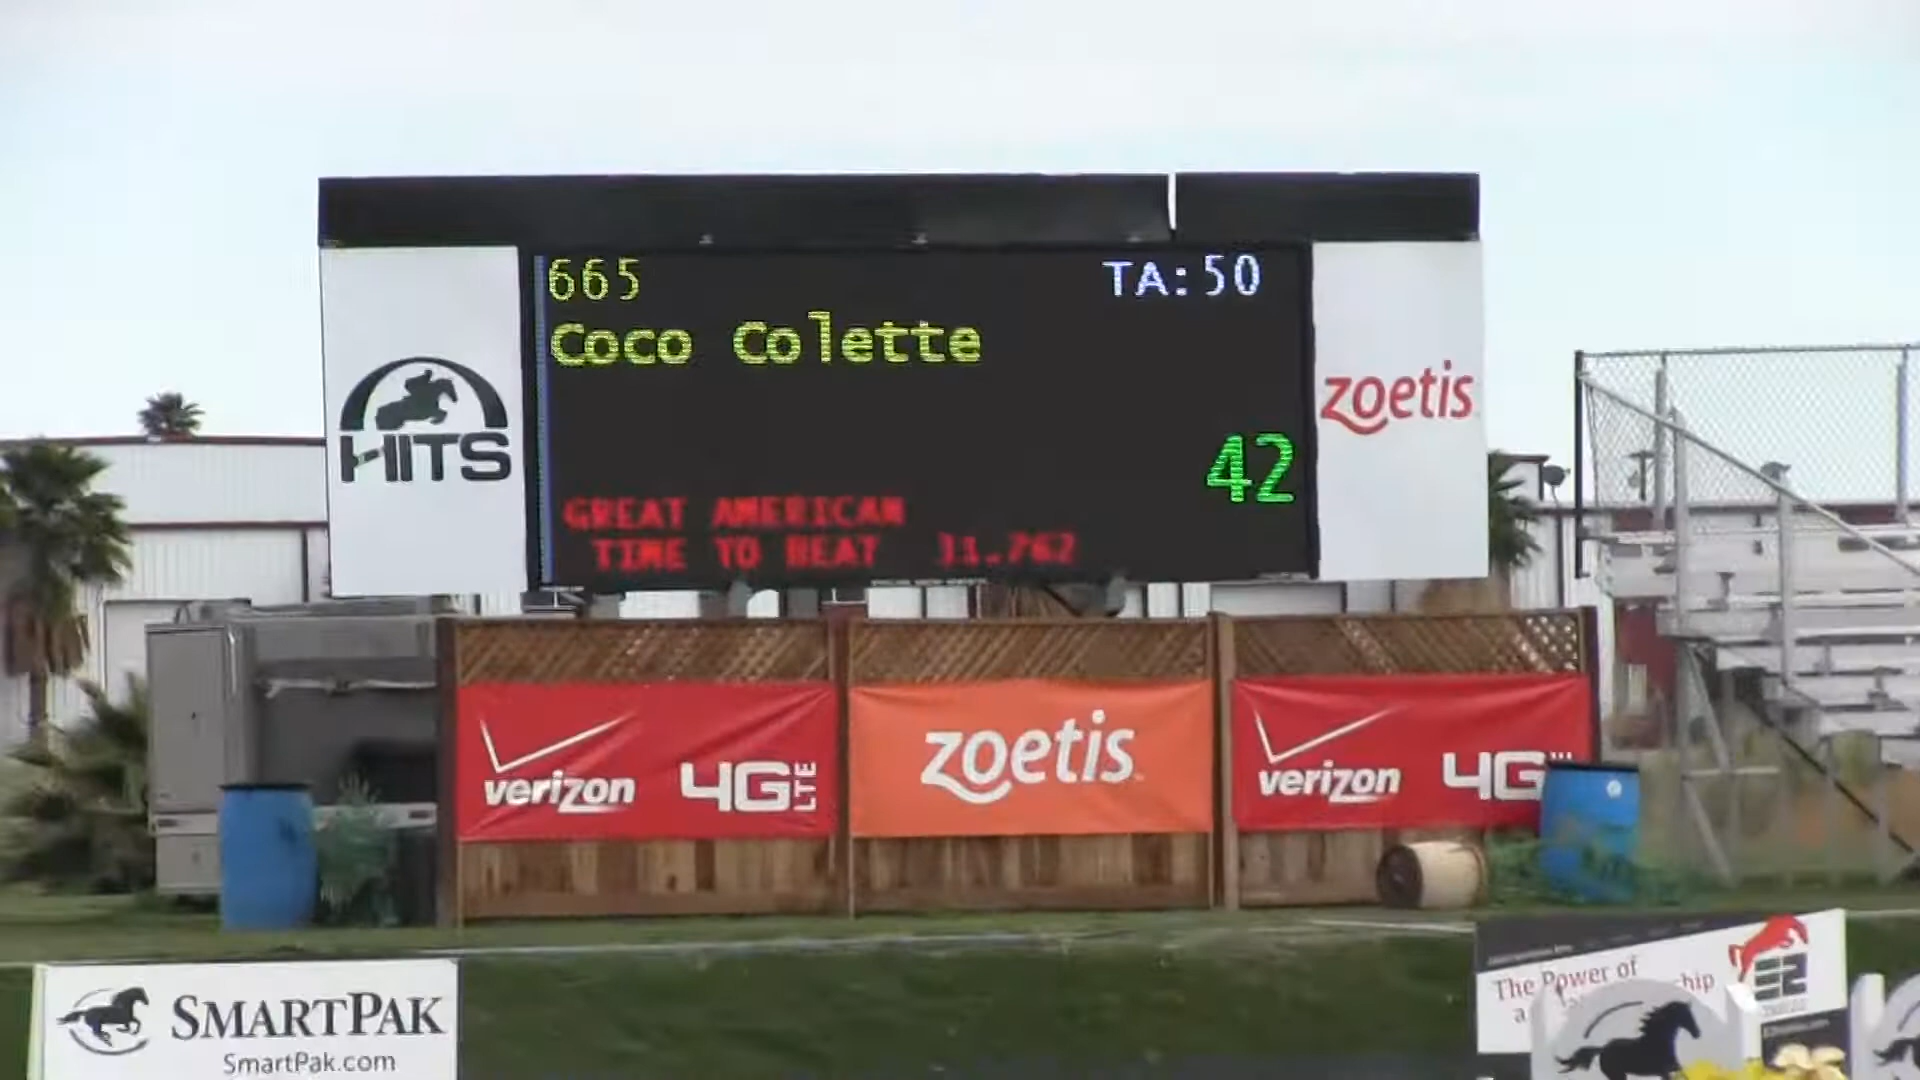 665 TA:50
Coco Colette
42
GREAT AMERICAN
TIME TO BEAT 31.762
HITS
zoetis
verizon 4G LTE
zoetis
verizon 4G
SMARTPAK
SmartPak.com
The Power of